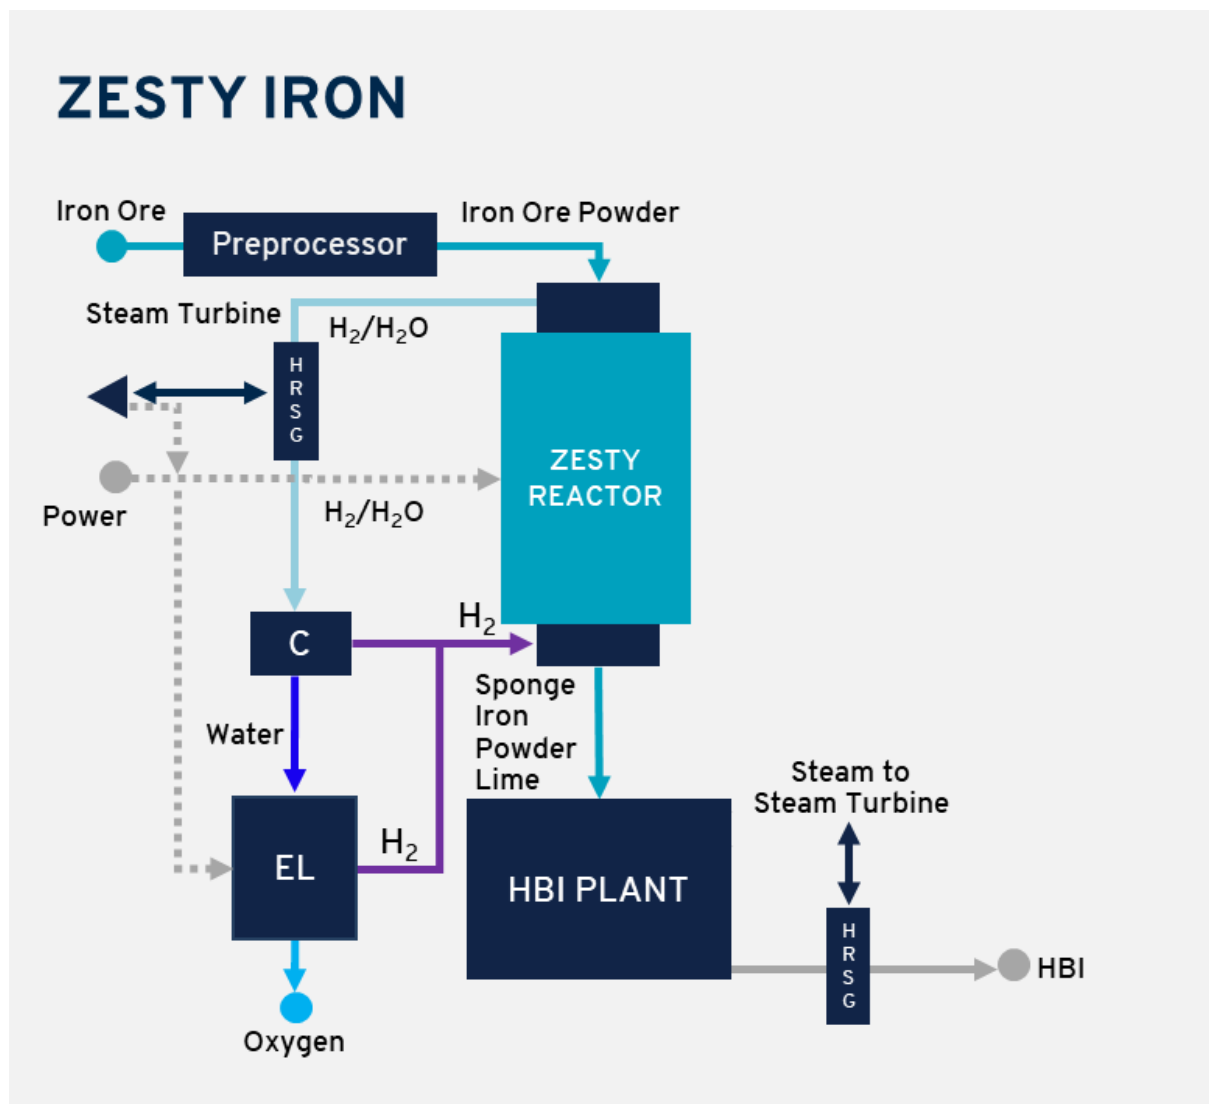 ZESTY IRON
Iron Ore
Preprocessor
Iron Ore Powder
Steam Turbine
H₂/H₂O
H
R
S
G
ZESTY
REACTOR
Power
H₂/H₂O
C
H₂
Sponge
Iron
Powder
Lime
Water
Steam to
Steam Turbine
EL
H₂
HBI PLANT
H
R
S
G
HBI
Oxygen